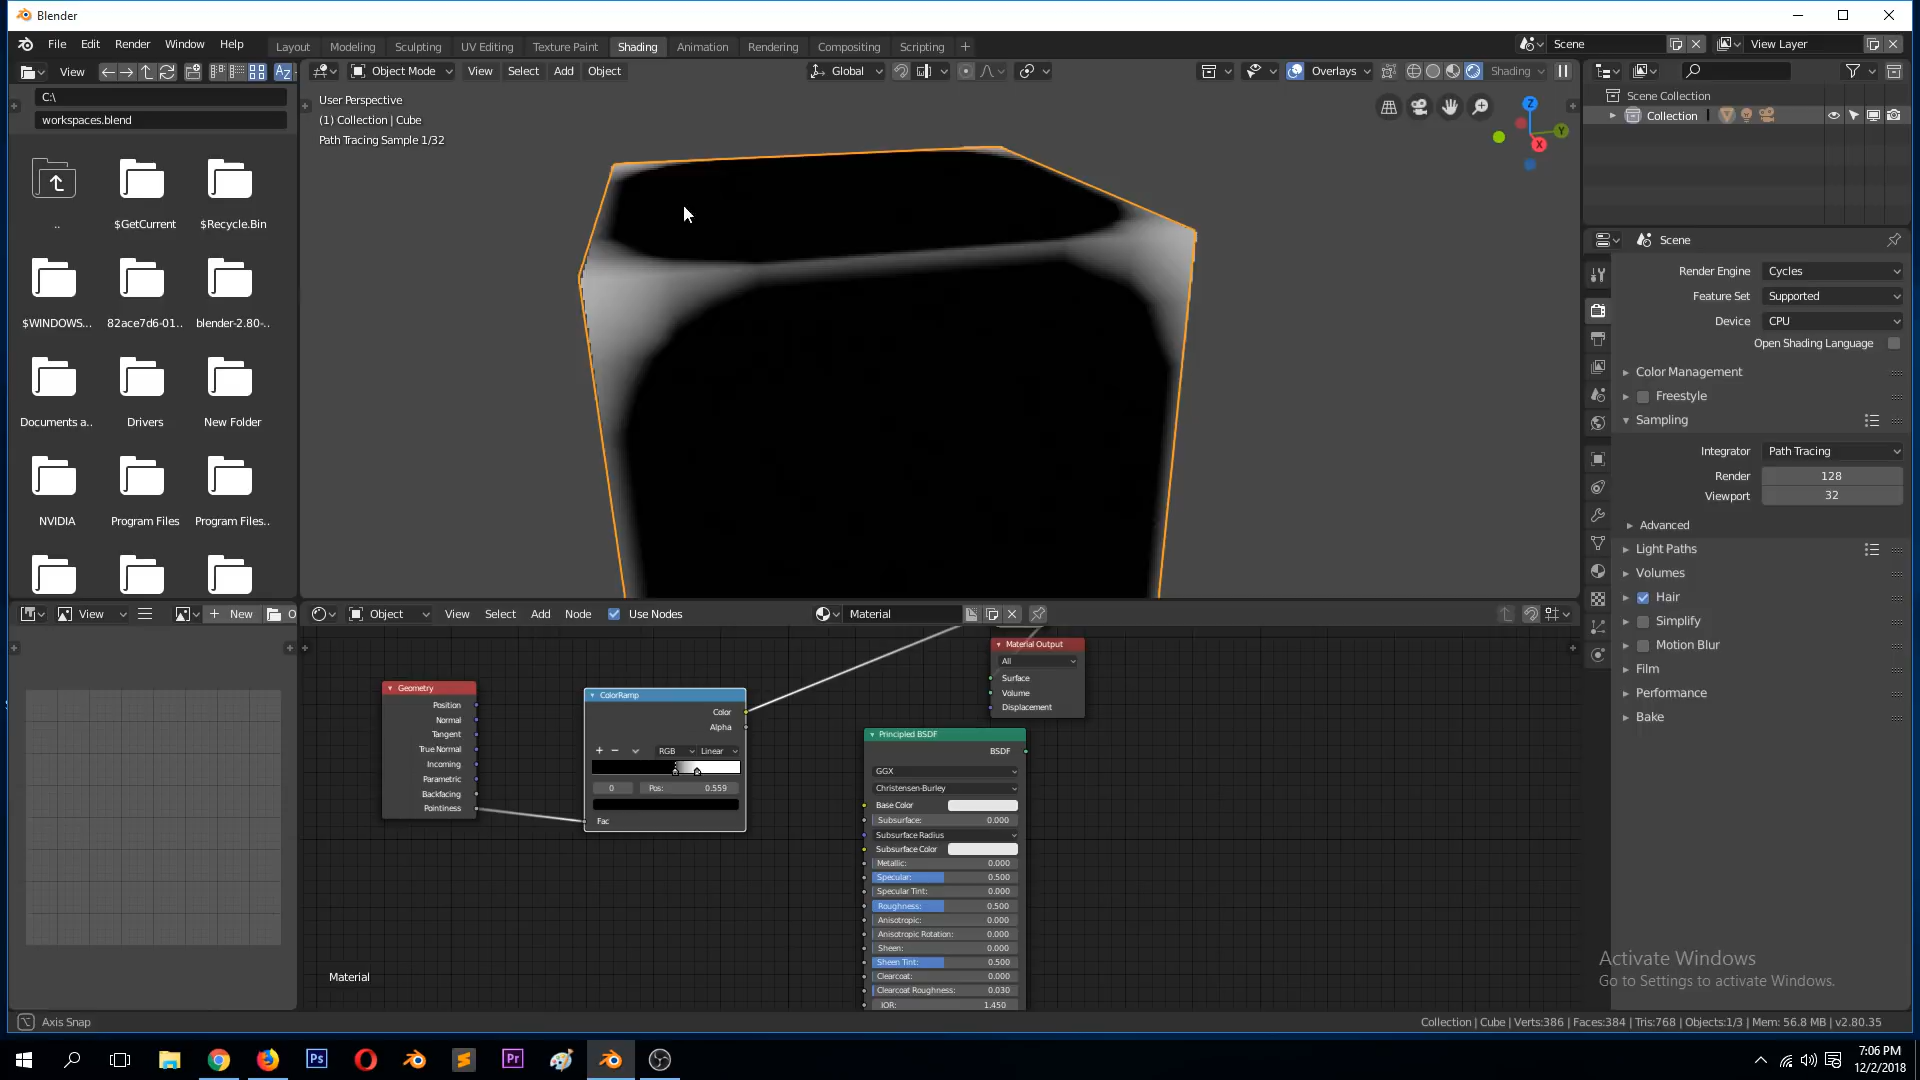 Blender
File Edit Render Window Help
Layout Modeling Sculpting UV Editing Texture Paint Shading Animation Rendering Compositing Scripting +
Scene
View Layer
View
Object Mode View Select Add Object
Global
Overlays
Shading
C:\
workspaces.blend
..
$GetCurrent
$Recycle.Bin
$WINDOWS...
82ace7d6-01..
blender-2.80-..
Documents a..
Drivers
New Folder
NVIDIA
Program Files
Program Files..
User Perspective
(1) Collection | Cube
Path Tracing Sample 1/32
Z
Y
X
Scene Collection
Collection
Scene
Render Engine Cycles
Feature Set Supported
Device CPU
Open Shading Language
Color Management
Freestyle
Sampling
Integrator Path Tracing
Render 128
Viewport 32
Advanced
Light Paths
Volumes
Hair
Simplify
Motion Blur
Film
Performance
Bake
View
New
O
Object View Select Add Node Use Nodes
Material
Geometry
Position
Normal
Tangent
True Normal
Incoming
Parametric
Backfacing
Pointiness
ColorRamp
Color
Alpha
+ − RGB Linear
0 Pos: 0.559
Fac
Material Output
All
Surface
Volume
Displacement
Principled BSDF
BSDF
GGX
Christensen-Burley
Base Color
Subsurface: 0.000
Subsurface Radius
Subsurface Color
Metallic: 0.000
Specular: 0.500
Specular Tint: 0.000
Roughness: 0.500
Anisotropic: 0.000
Anisotropic Rotation: 0.000
Sheen: 0.000
Sheen Tint: 0.500
Clearcoat: 0.000
Clearcoat Roughness: 0.030
IOR: 1.450
Material
Activate Windows
Go to Settings to activate Windows.
Axis Snap
Collection | Cube | Verts:386 | Faces:384 | Tris:768 | Objects:1/3 | Mem: 56.8 MB | v2.80.35
Ps
Pr
7:06 PM
12/2/2018